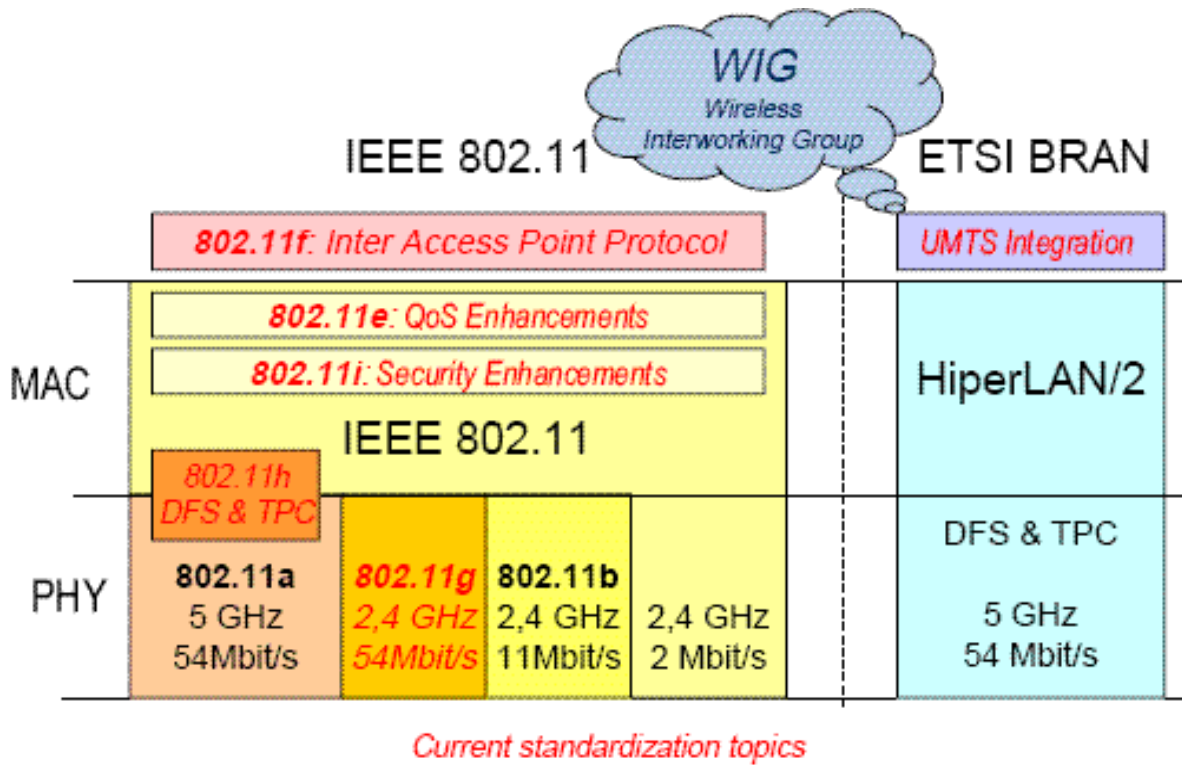 WIG
Wireless
Interworking Group
IEEE 802.11
ETSI BRAN
802.11f: Inter Access Point Protocol
UMTS Integration
802.11e: QoS Enhancements
802.11i: Security Enhancements
MAC
HiperLAN/2
IEEE 802.11
802.11h
DFS & TPC
PHY
802.11a
5 GHz
54Mbit/s
802.11g
2,4 GHz
54Mbit/s
802.11b
2,4 GHz
11Mbit/s
2,4 GHz
2 Mbit/s
DFS & TPC
5 GHz
54 Mbit/s
Current standardization topics